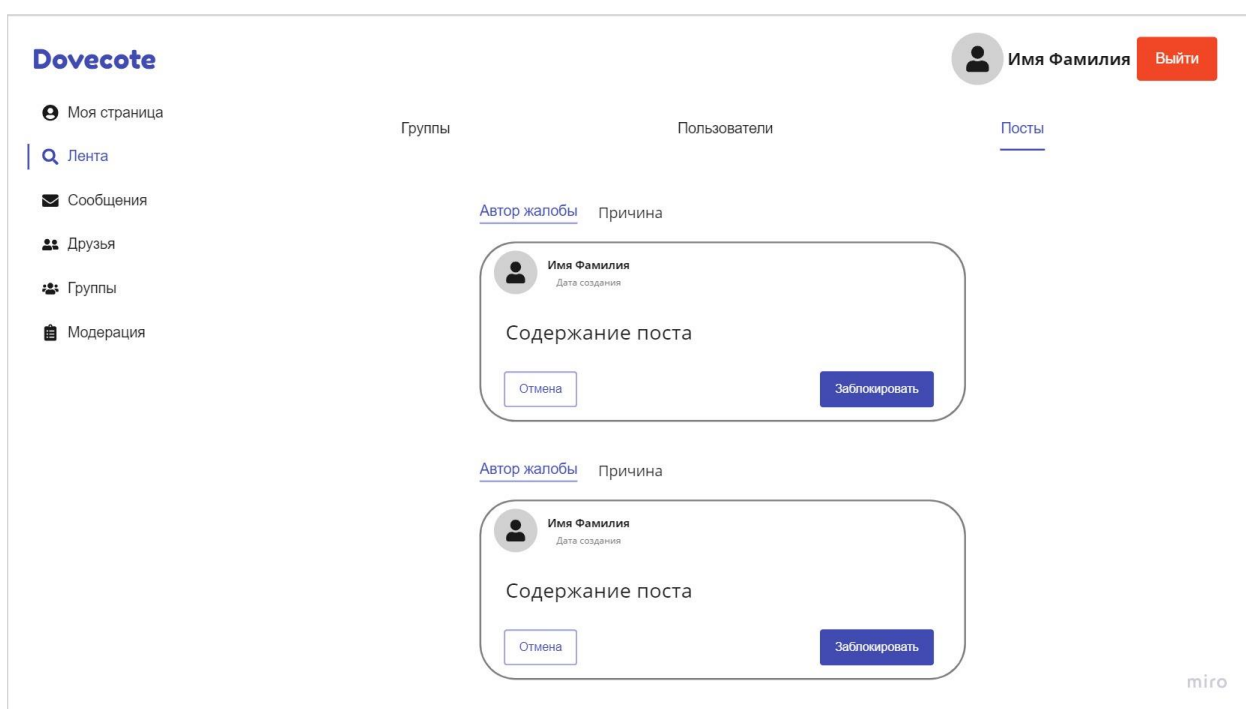 Dovecote
Имя Фамилия
Выйти
Моя страница
Лента
Сообщения
Друзья
Группы
Модерация
Группы
Пользователи
Посты
Автор жалобы Причина
Имя Фамилия
Дата создания
Содержание поста
Отмена
Заблокировать
Автор жалобы Причина
Имя Фамилия
Дата создания
Содержание поста
Отмена
Заблокировать
miro